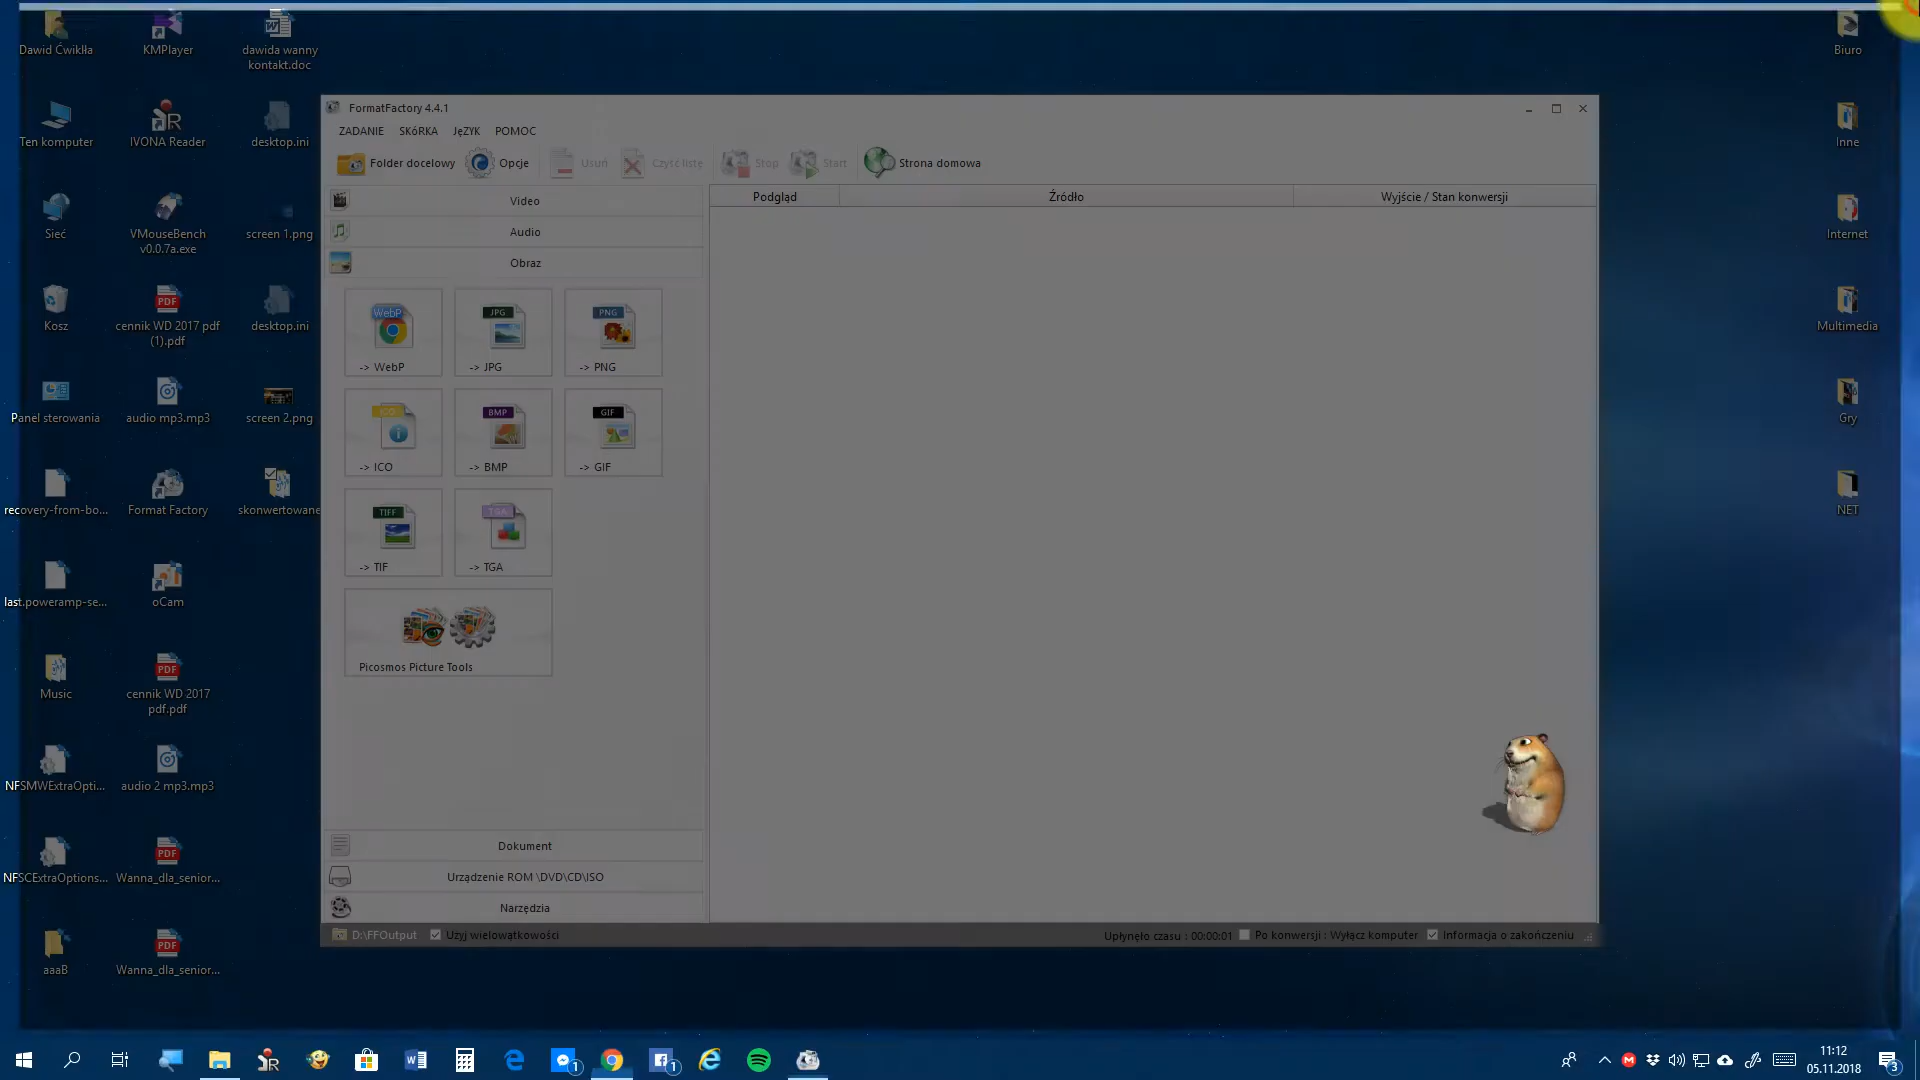 Dawid Ćwiklła
KMPlayer
dawida wanny
kontakt.doc
Biuro
Ten komputer
IVONA Reader
desktop.ini
Inne
Sieć
VMouseBench
v0.0.7a.exe
screen 1.png
Internet
Kosz
cennik WD 2017 pdf
(1).pdf
desktop.ini
Multimedia
Panel sterowania
audio mp3.mp3
screen 2.png
Gry
recovery-from-bo...
Format Factory
skonwertowane
NET
last.poweramp-se...
oCam
Music
cennik WD 2017
pdf.pdf
NFSMWExtraOpti...
audio 2 mp3.mp3
NFSCExtraOptions...
Wanna_dla_senior...
aaaB
Wanna_dla_senior...
FormatFactory 4.4.1
ZADANIE SKóRKA JęZYK POMOC
Folder docelowy Opcje Usuń Czyść listę Stop Start Strona domowa
Video
Audio
Obraz
Podgląd Źródło Wyjście / Stan konwersji
WebP JPG PNG
-> WebP -> JPG -> PNG
ICO BMP GIF
-> ICO -> BMP -> GIF
TIFF TGA
-> TIF -> TGA
Picosmos Picture Tools
Dokument
Urządzenie ROM \DVD\CD\ISO
Narzędzia
D:\FFOutput Użyj wielowątkowości Upłynęło czasu : 00:00:01 Po konwersji : Wyłącz komputer Informacja o zakończeniu
11:12
05.11.2018
1
1
3